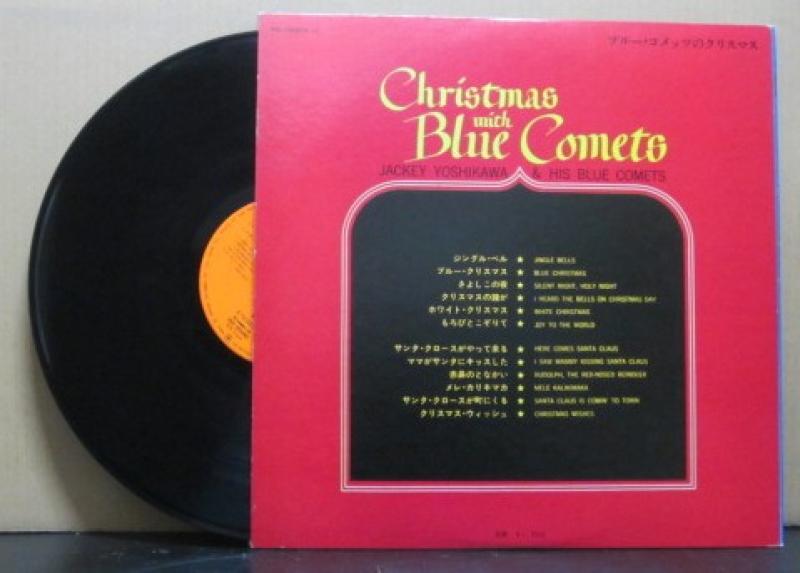 ブルー・コメッツのクリスマス
Christmas
with
Blue Comets
JACKEY YOSHIKAWA & HIS BLUE COMETS
ジングル・ベル ★ JINGLE BELLS
ブルー・クリスマス ★ BLUE CHRISTMAS
きよしこの夜 ★ SILENT NIGHT, HOLY NIGHT
クリスマスの鐘が ★ I HEARD THE BELLS ON CHRISTMAS DAY
ホワイト・クリスマス ★ WHITE CHRISTMAS
もろびとこぞりて ★ JOY TO THE WORLD
サンタ・クロースがやって来る ★ HERE COMES SANTA CLAUS
ママがサンタにキッスした ★ I SAW MAMMY KISSING SANTA CLAUS
赤鼻のとなかい ★ RUDOLPH, THE RED-NOSED REINDEER
メレ・カリキマカ ★ MELE KALIKIMAKA
サンタ・クロースが町にくる ★ SANTA CLAUS IS COMIN' TO TOWN
クリスマス・ウィッシュ ★ CHRISTMAS WISHES